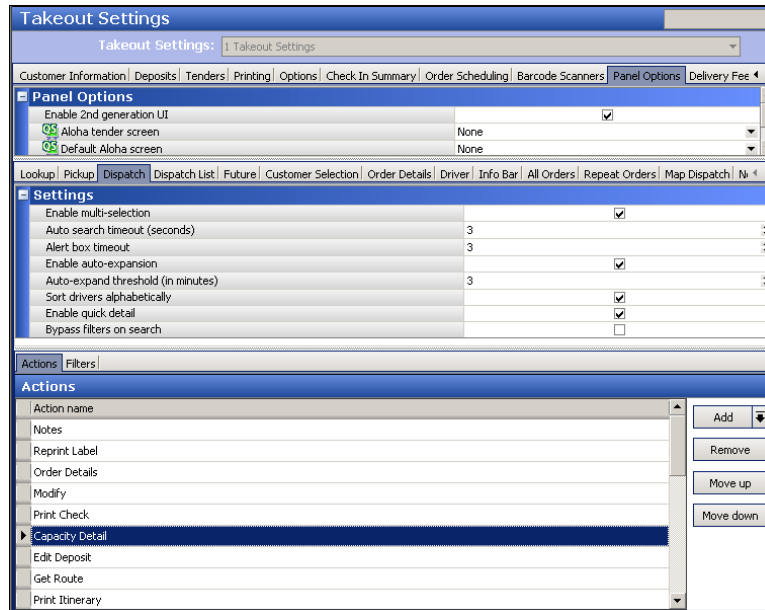 Takeout Settings
Takeout Settings: 1 Takeout Settings
Customer Information Deposits Tenders Printing Options Check In Summary Order Scheduling Barcode Scanners Panel Options Delivery Fee
Panel Options
Enable 2nd generation UI
QS Aloha tender screen None
QS Default Aloha screen None
Lookup Pickup Dispatch Dispatch List Future Customer Selection Order Details Driver Info Bar All Orders Repeat Orders Map Dispatch
Settings
Enable multi-selection
Auto search timeout (seconds) 3
Alert box timeout 3
Enable auto-expansion
Auto-expand threshold (in minutes) 3
Sort drivers alphabetically
Enable quick detail
Bypass filters on search
Actions Filters
Actions
Action name
Add
Notes
Reprint Label
Remove
Order Details
Modify
Move up
Print Check
Move down
Capacity Detail
Edit Deposit
Get Route
Print Itinerary